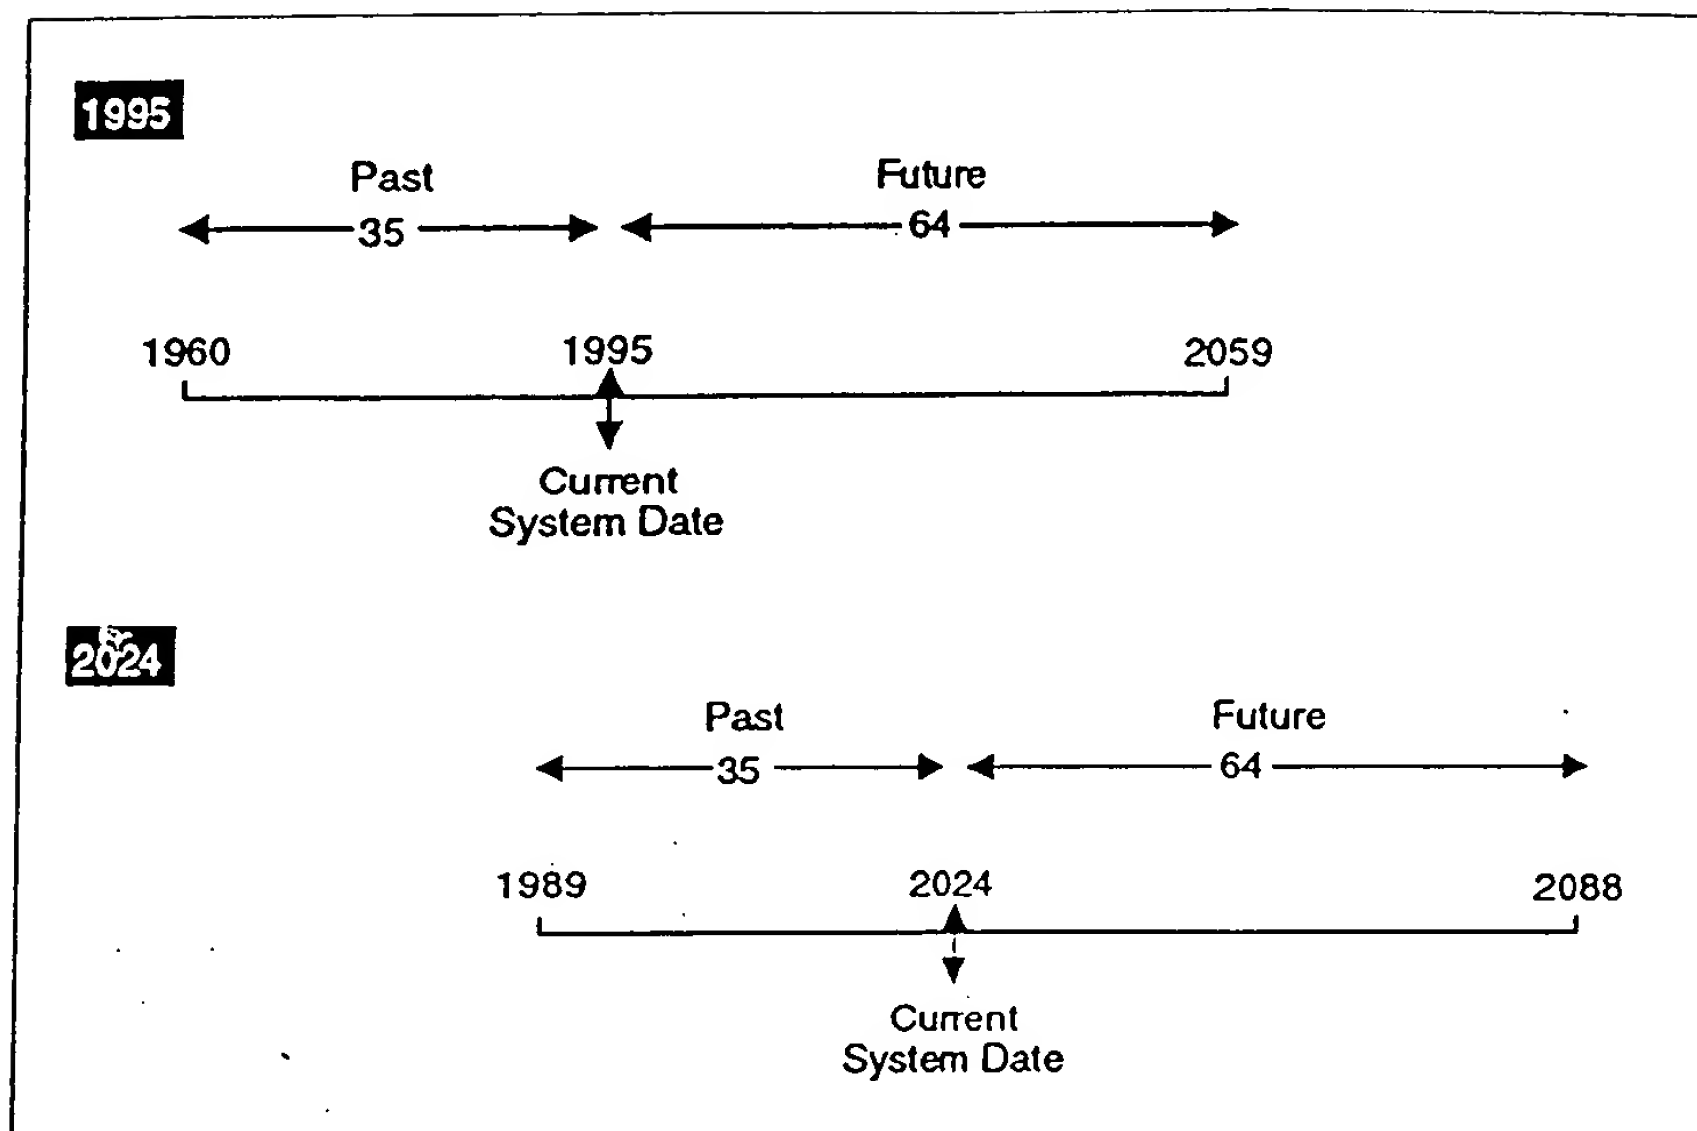 1995
Past Future
35 64
1960 1995 2059
Current
System Date
2024
Past Future
35 64
1989 2024 2088
Current
System Date